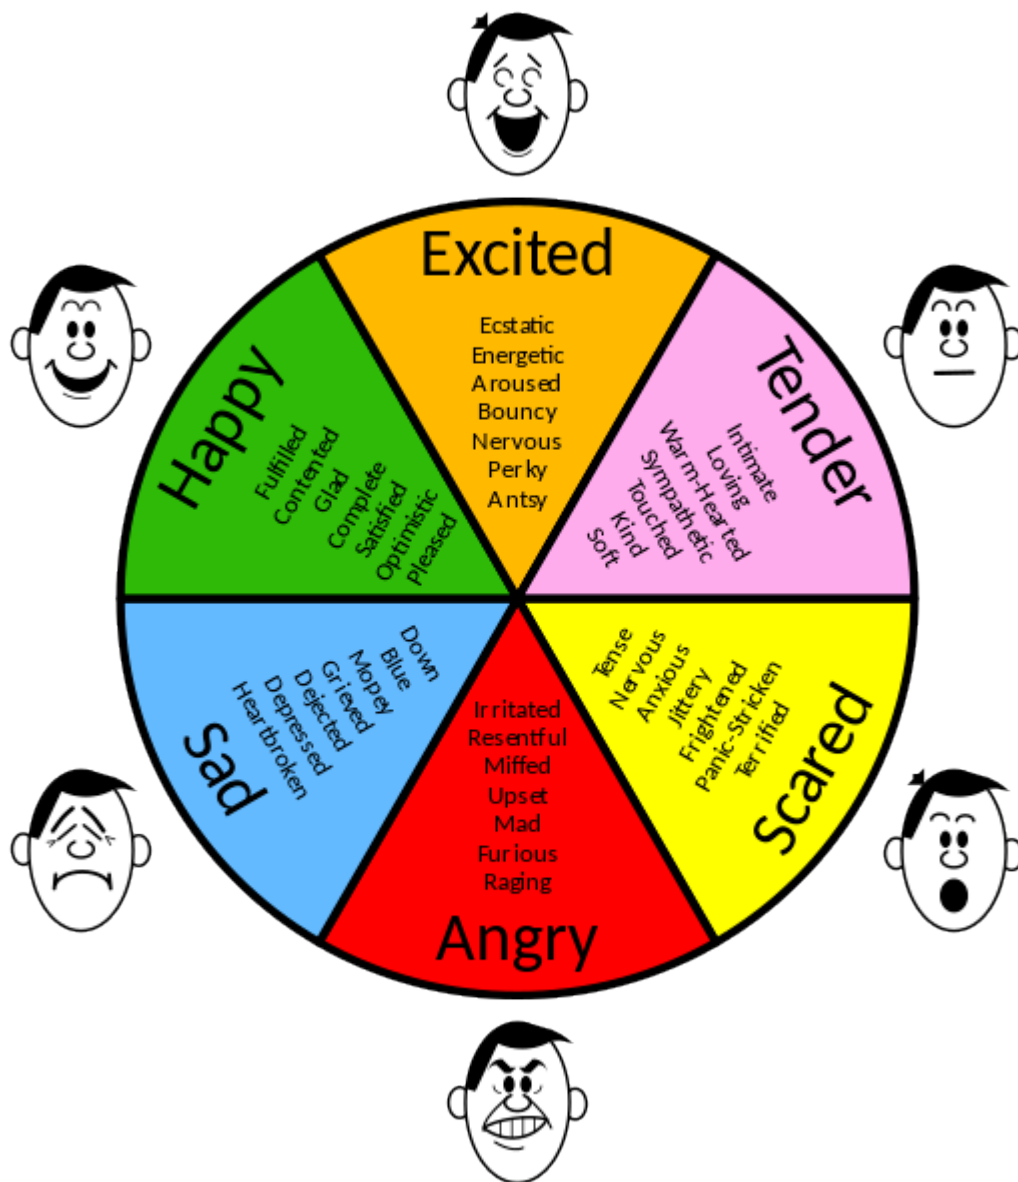 Excited
Ecstatic
Energetic
Aroused
Bouncy
Nervous
Perky
Antsy
Tender
Intimate
Loving
Warm-Hearted
Sympathetic
Touched
Kind
Soft
Scared
Tense
Nervous
Anxious
Jittery
Frightened
Panic-Stricken
Terrified
Irritated
Resentful
Miffed
Upset
Mad
Furious
Raging
Angry
Sad
Down
Blue
Mopey
Grieved
Dejected
Depressed
Heartbroken
Happy
Fulfilled
Contented
Glad
Complete
Satisfied
Optimistic
Pleased